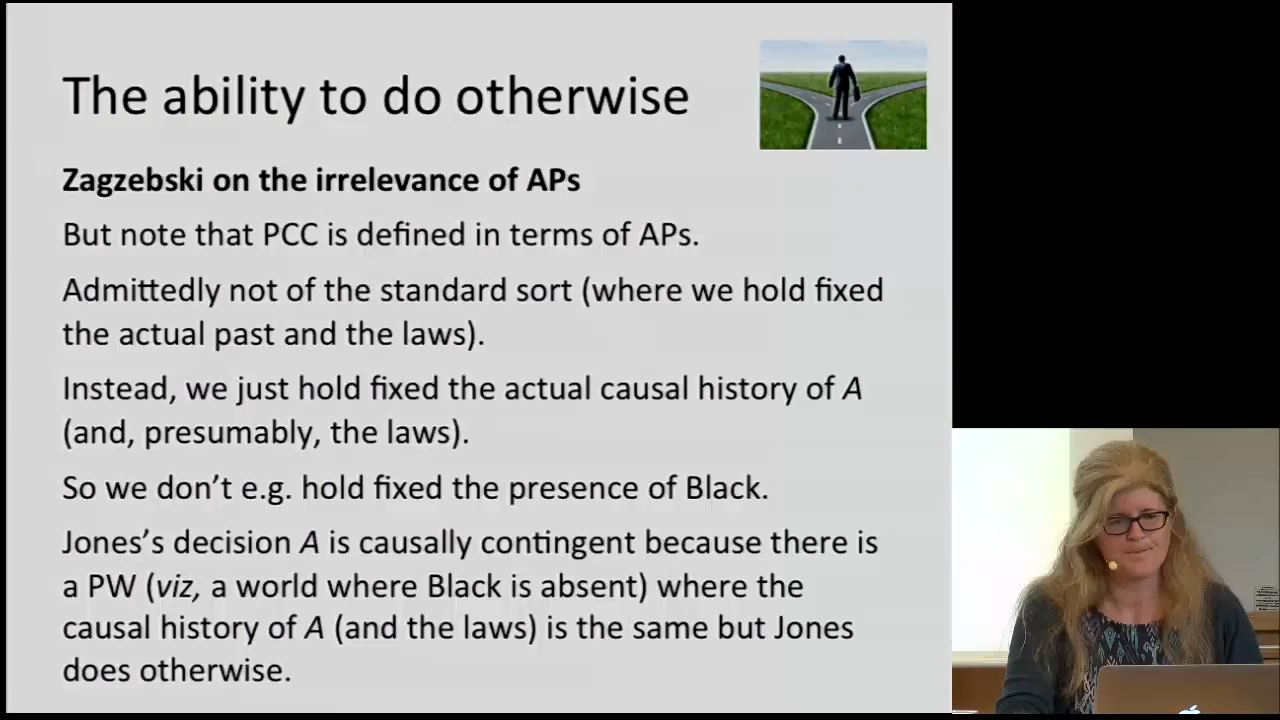 The ability to do otherwise
Zagzebski on the irrelevance of APs
But note that PCC is defined in terms of APs.
Admittedly not of the standard sort (where we hold fixed
the actual past and the laws).
Instead, we just hold fixed the actual causal history of A
(and, presumably, the laws).
So we don’t e.g. hold fixed the presence of Black.
Jones’s decision A is causally contingent because there is
a PW (viz, a world where Black is absent) where the
causal history of A (and the laws) is the same but Jones
does otherwise.